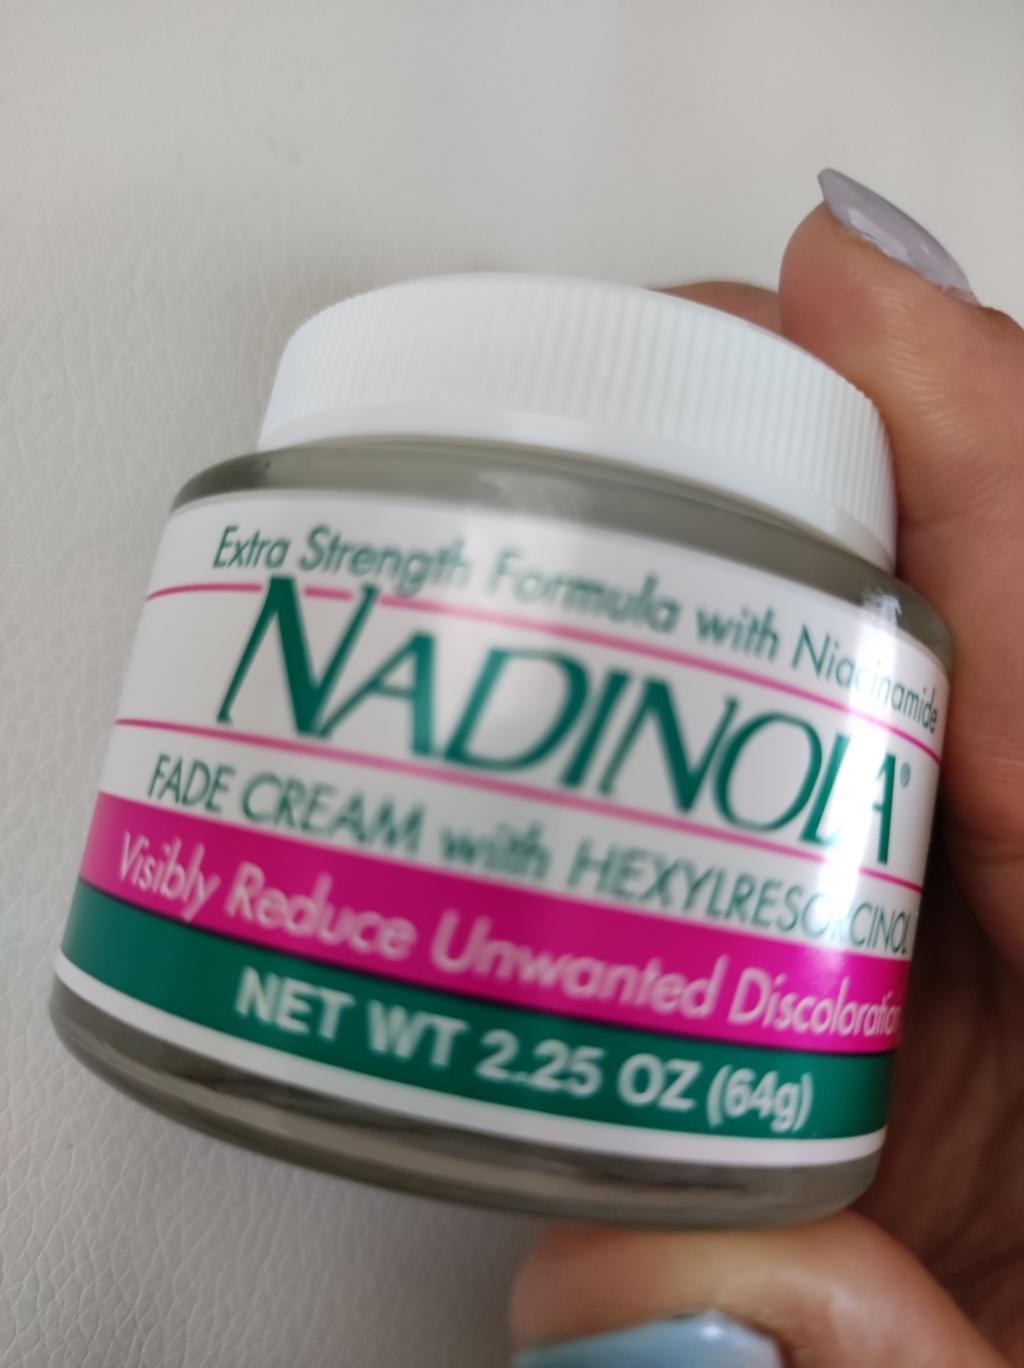 Extra Strength Formula with Niacinamide
NADINOLA®
FADE CREAM with HEXYLRESORCINOL
Visibly Reduce Unwanted Discoloration
NET WT 2.25 OZ (64g)